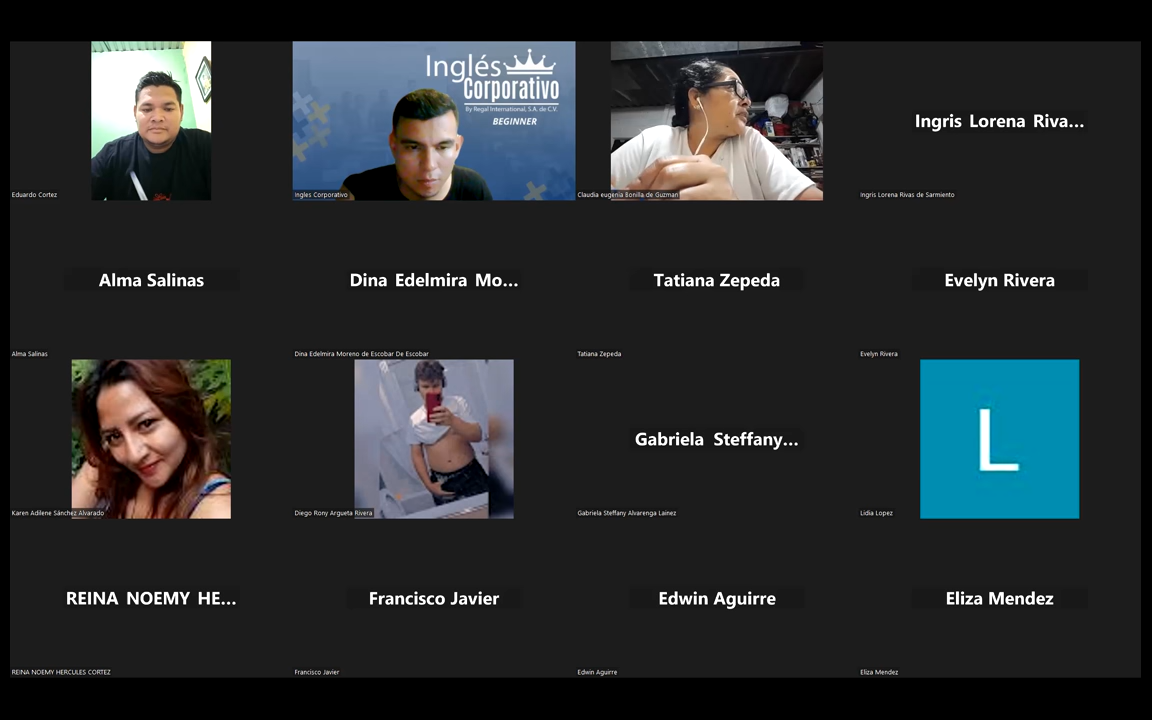 Inglés
Corporativo
By Regal International, S.A. de C.V.
BEGINNER
Ingris Lorena Riva...
Eduardo Cortez
Ingles Corporativo
Claudia eugenia Bonilla de Guzman
Ingris Lorena Rivas de Sarmiento
Alma Salinas
Dina Edelmira Mo...
Tatiana Zepeda
Evelyn Rivera
Alma Salinas
Dina Edelmira Moreno de Escobar De Escobar
Tatiana Zepeda
Evelyn Rivera
Gabriela Steffany...
L
Karen Adilene Sánchez Alvarado
Diego Rony Argueta Rivera
Gabriela Steffany Alvarenga Lainez
Lidia Lopez
REINA NOEMY HE...
Francisco Javier
Edwin Aguirre
Eliza Mendez
REINA NOEMY HERCULES CORTEZ
Francisco Javier
Edwin Aguirre
Eliza Mendez